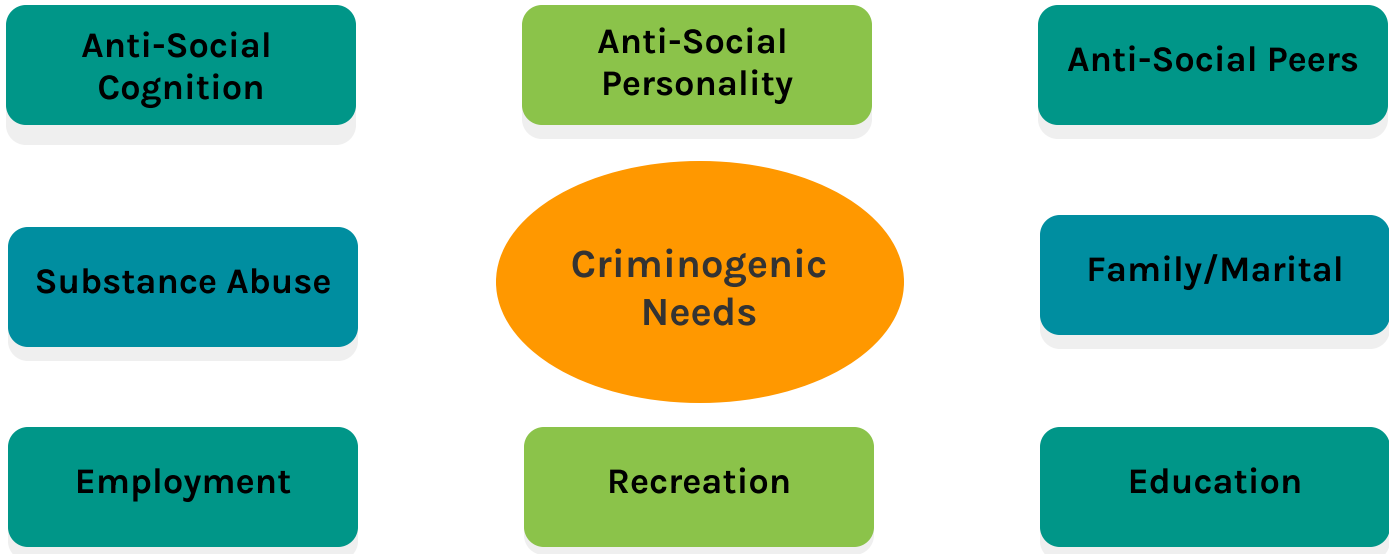 Anti-Social
Cognition
Anti-Social
Personality
Anti-Social Peers
Substance Abuse
Criminogenic
Needs
Family/Marital
Employment
Recreation
Education